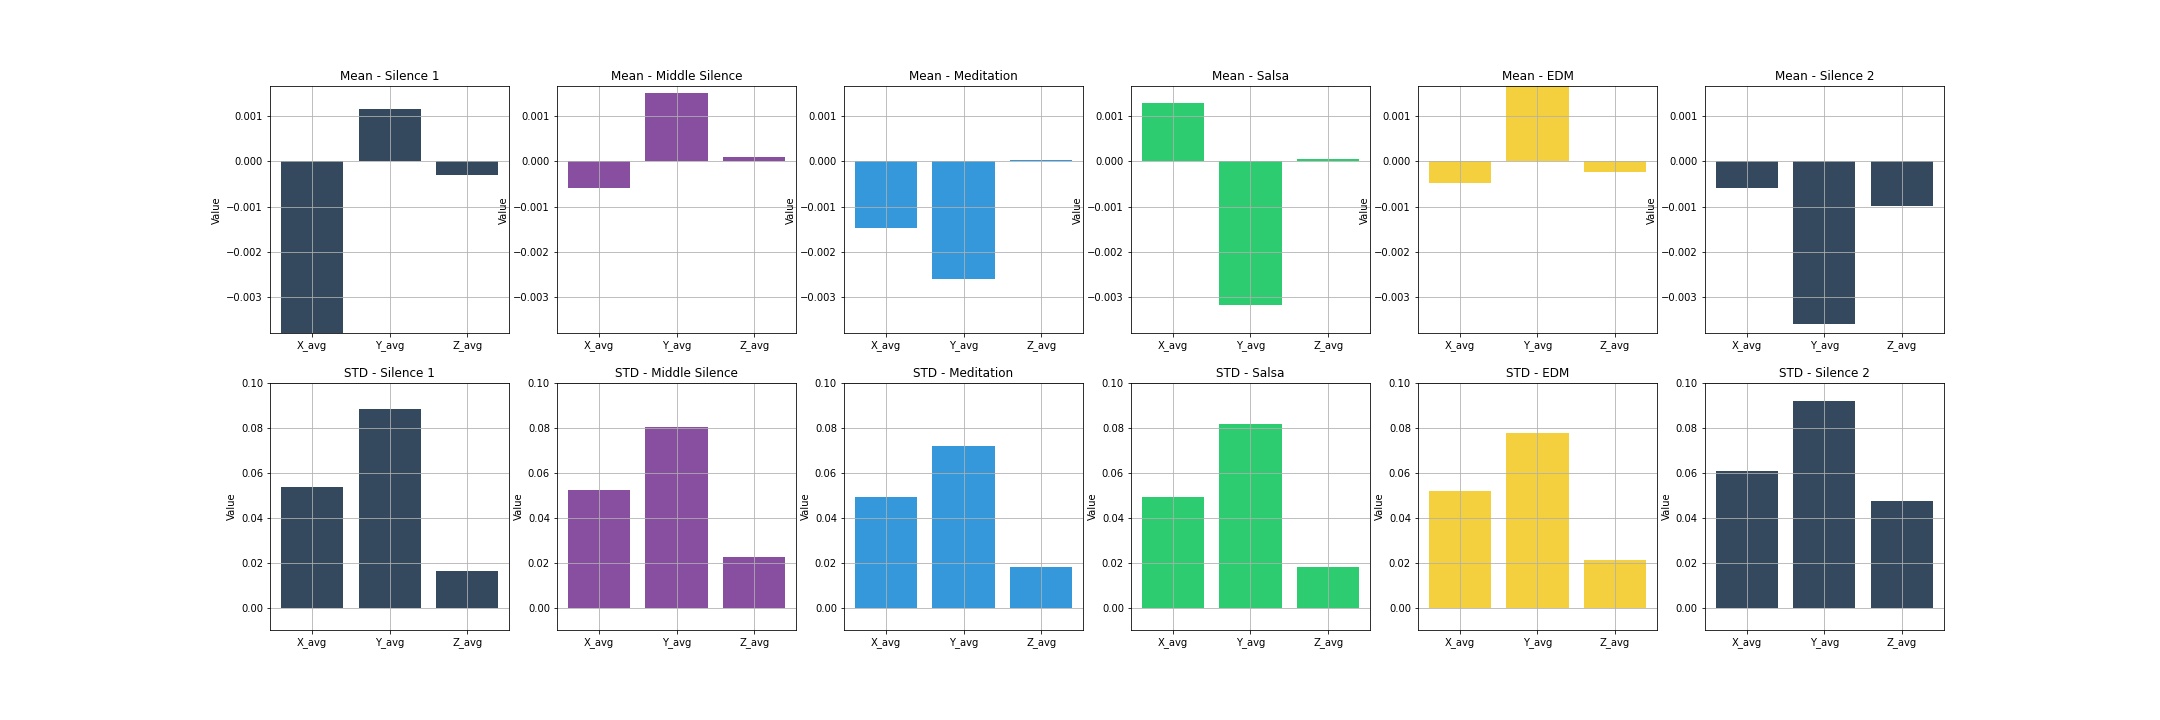 Mean - Silence 1
Mean - Middle Silence
Mean - Meditation
Mean - Salsa
Mean - EDM
Mean - Silence 2
Value
0.001
0.000
−0.001
−0.002
−0.003
X_avg Y_avg Z_avg
Value
0.001
0.000
−0.001
−0.002
−0.003
X_avg Y_avg Z_avg
Value
0.001
0.000
−0.001
−0.002
−0.003
X_avg Y_avg Z_avg
Value
0.001
0.000
−0.001
−0.002
−0.003
X_avg Y_avg Z_avg
Value
0.001
0.000
−0.001
−0.002
−0.003
X_avg Y_avg Z_avg
Value
0.001
0.000
−0.001
−0.002
−0.003
X_avg Y_avg Z_avg
STD - Silence 1
STD - Middle Silence
STD - Meditation
STD - Salsa
STD - EDM
STD - Silence 2
Value
0.10
0.08
0.06
0.04
0.02
0.00
X_avg Y_avg Z_avg
Value
0.10
0.08
0.06
0.04
0.02
0.00
X_avg Y_avg Z_avg
Value
0.10
0.08
0.06
0.04
0.02
0.00
X_avg Y_avg Z_avg
Value
0.10
0.08
0.06
0.04
0.02
0.00
X_avg Y_avg Z_avg
Value
0.10
0.08
0.06
0.04
0.02
0.00
X_avg Y_avg Z_avg
Value
0.10
0.08
0.06
0.04
0.02
0.00
X_avg Y_avg Z_avg